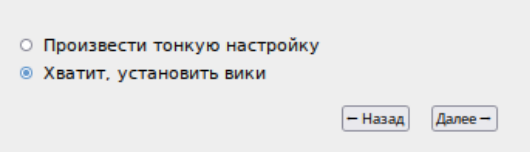 Произвести тонкую настройку
Хватит, установить вики
← Назад Далее →